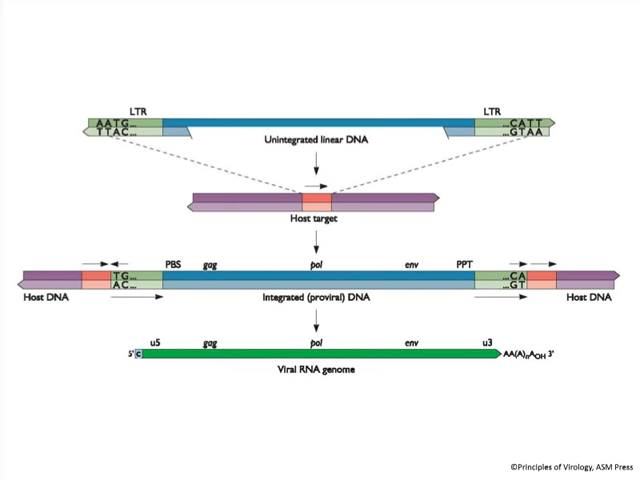 LTR LTR
AATG... ...CATT
TTAC... ...GTAA
Unintegrated linear DNA
Host target
PBS gag pol env PPT
TG... ...CA
AC... ...GT
Host DNA Integrated (proviral) DNA Host DNA
u5 gag pol env u3
5' c AA(A)nAOH 3'
Viral RNA genome
©Principles of Virology, ASM Press